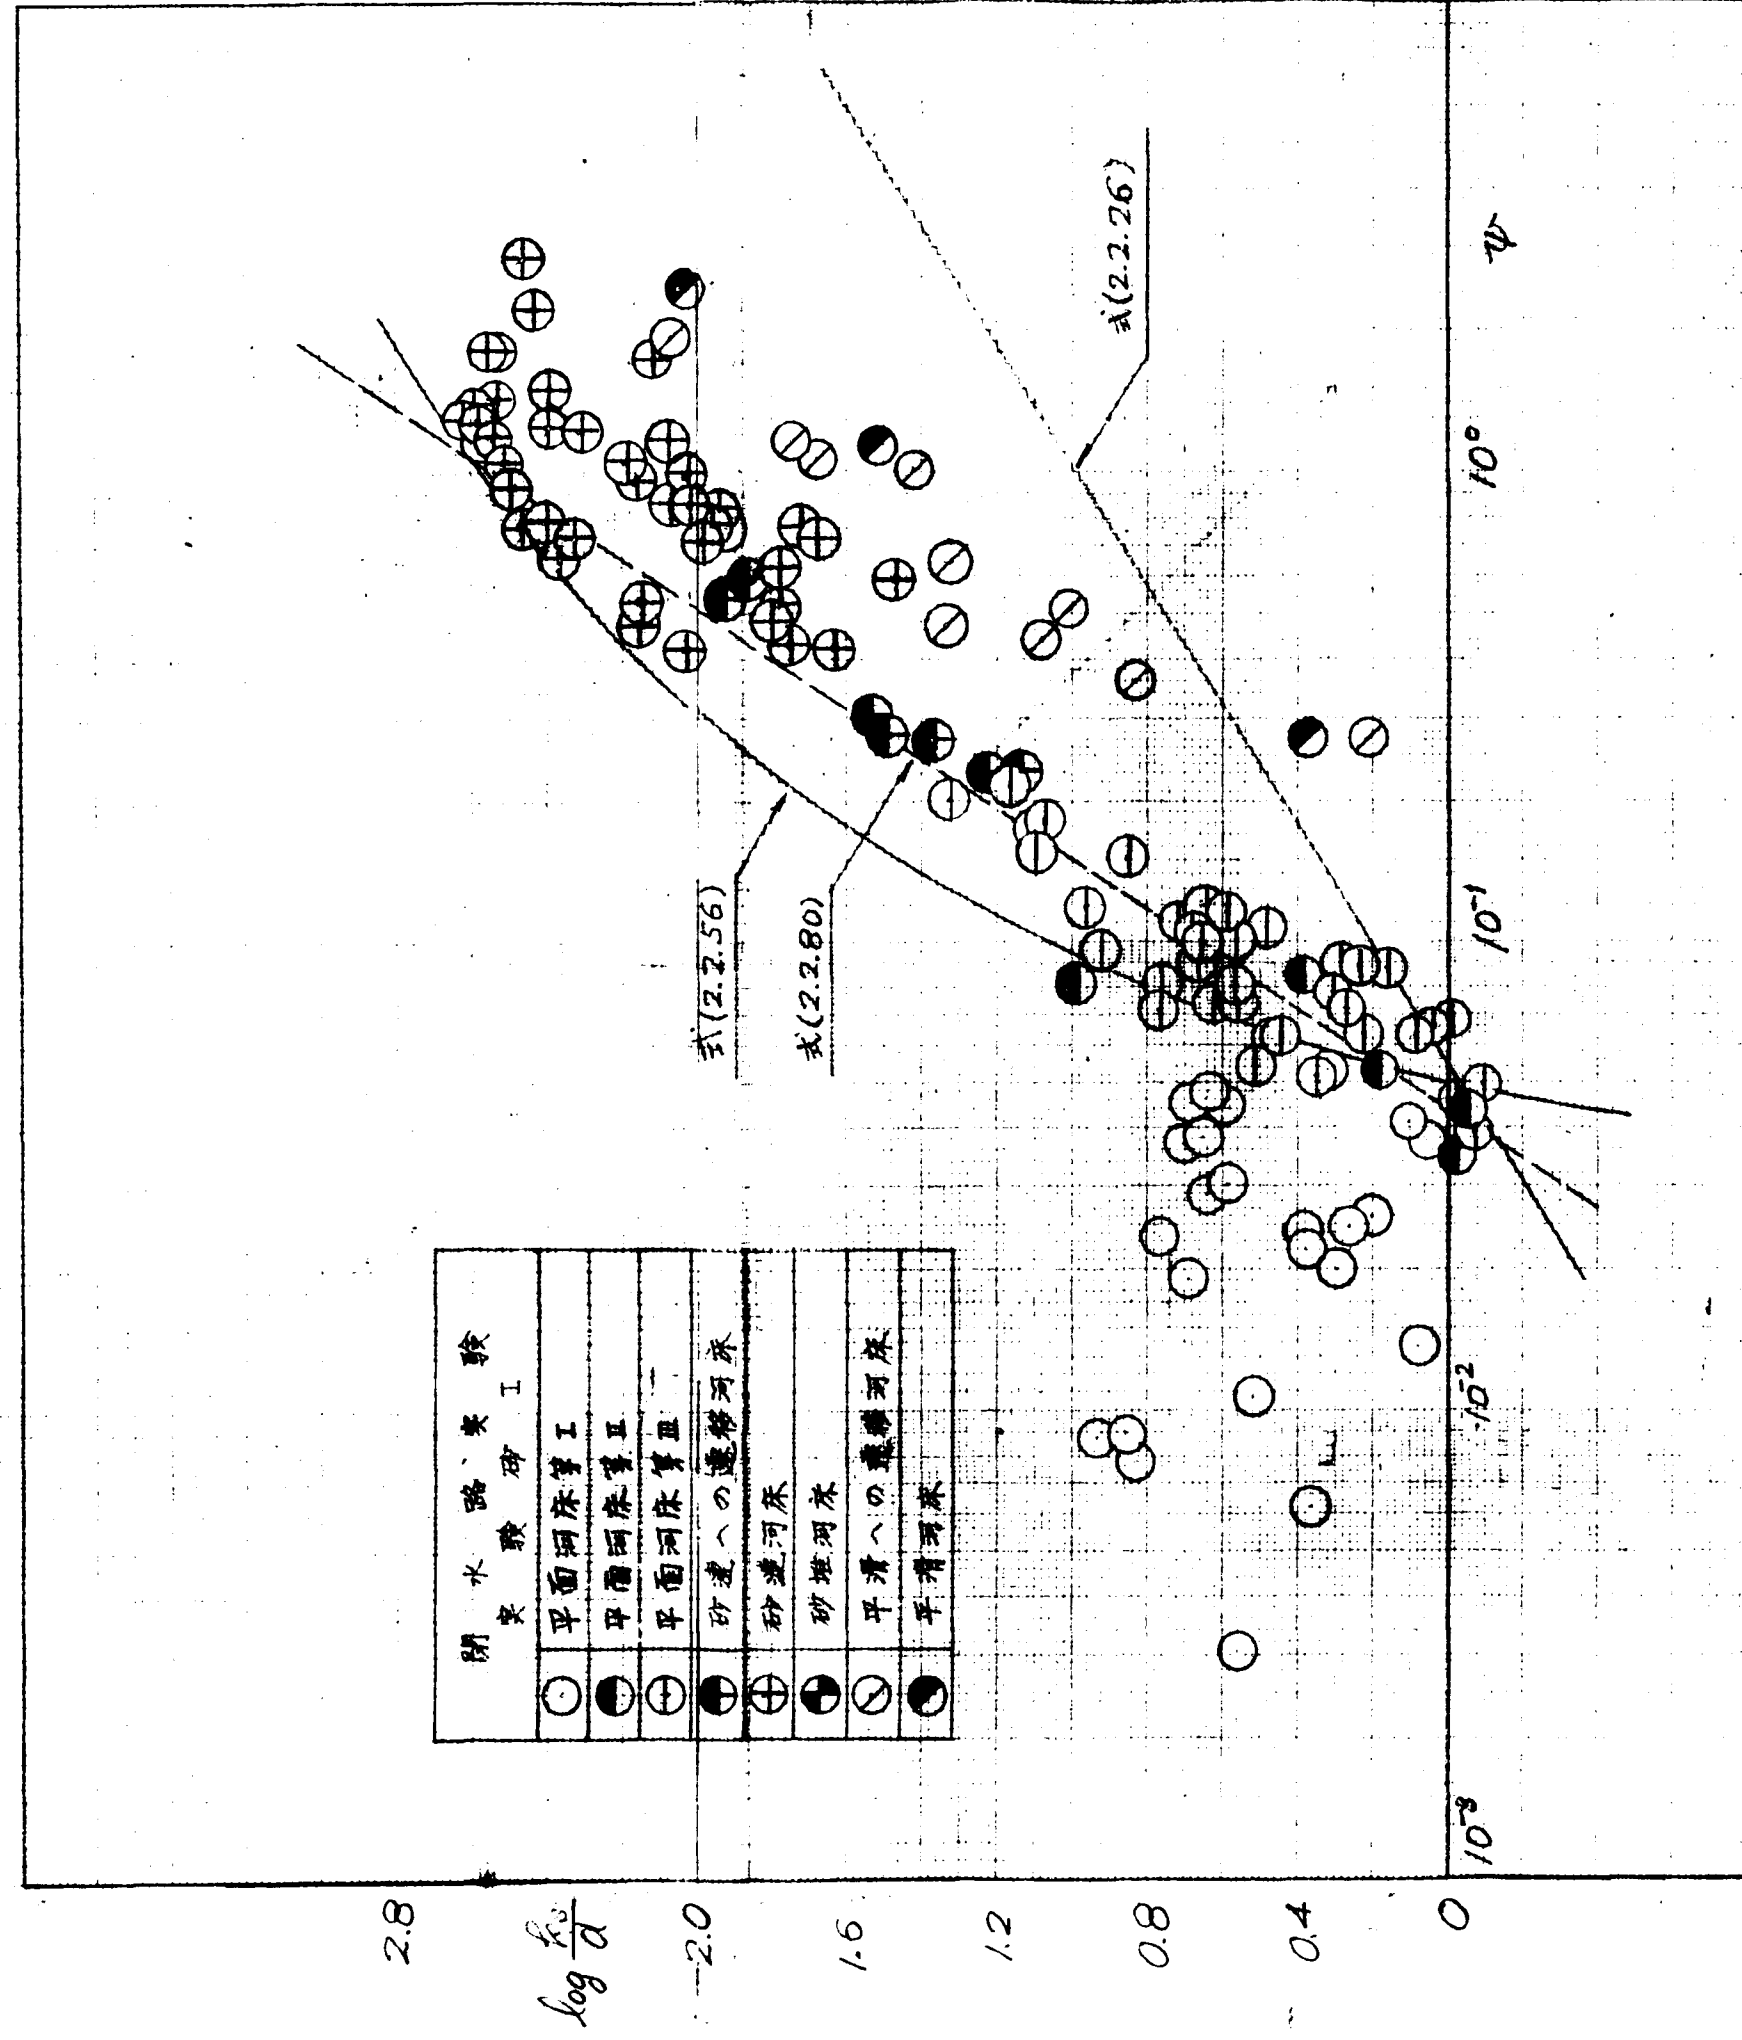 log ks/d
2.8
2.0
1.6
1.2
0.8
0.4
0
10⁻³
10⁻²
10⁻¹
10⁰
ψ
閉水路実験
実験砂 I
平面河床第 I
平面河床第 II
平面河床第 III
砂漣への遷移河床
砂漣河床
砂堆河床
平滑への遷移河床
平滑河床
式(2.2.56)
式(2.2.80)
式(2.2.26)